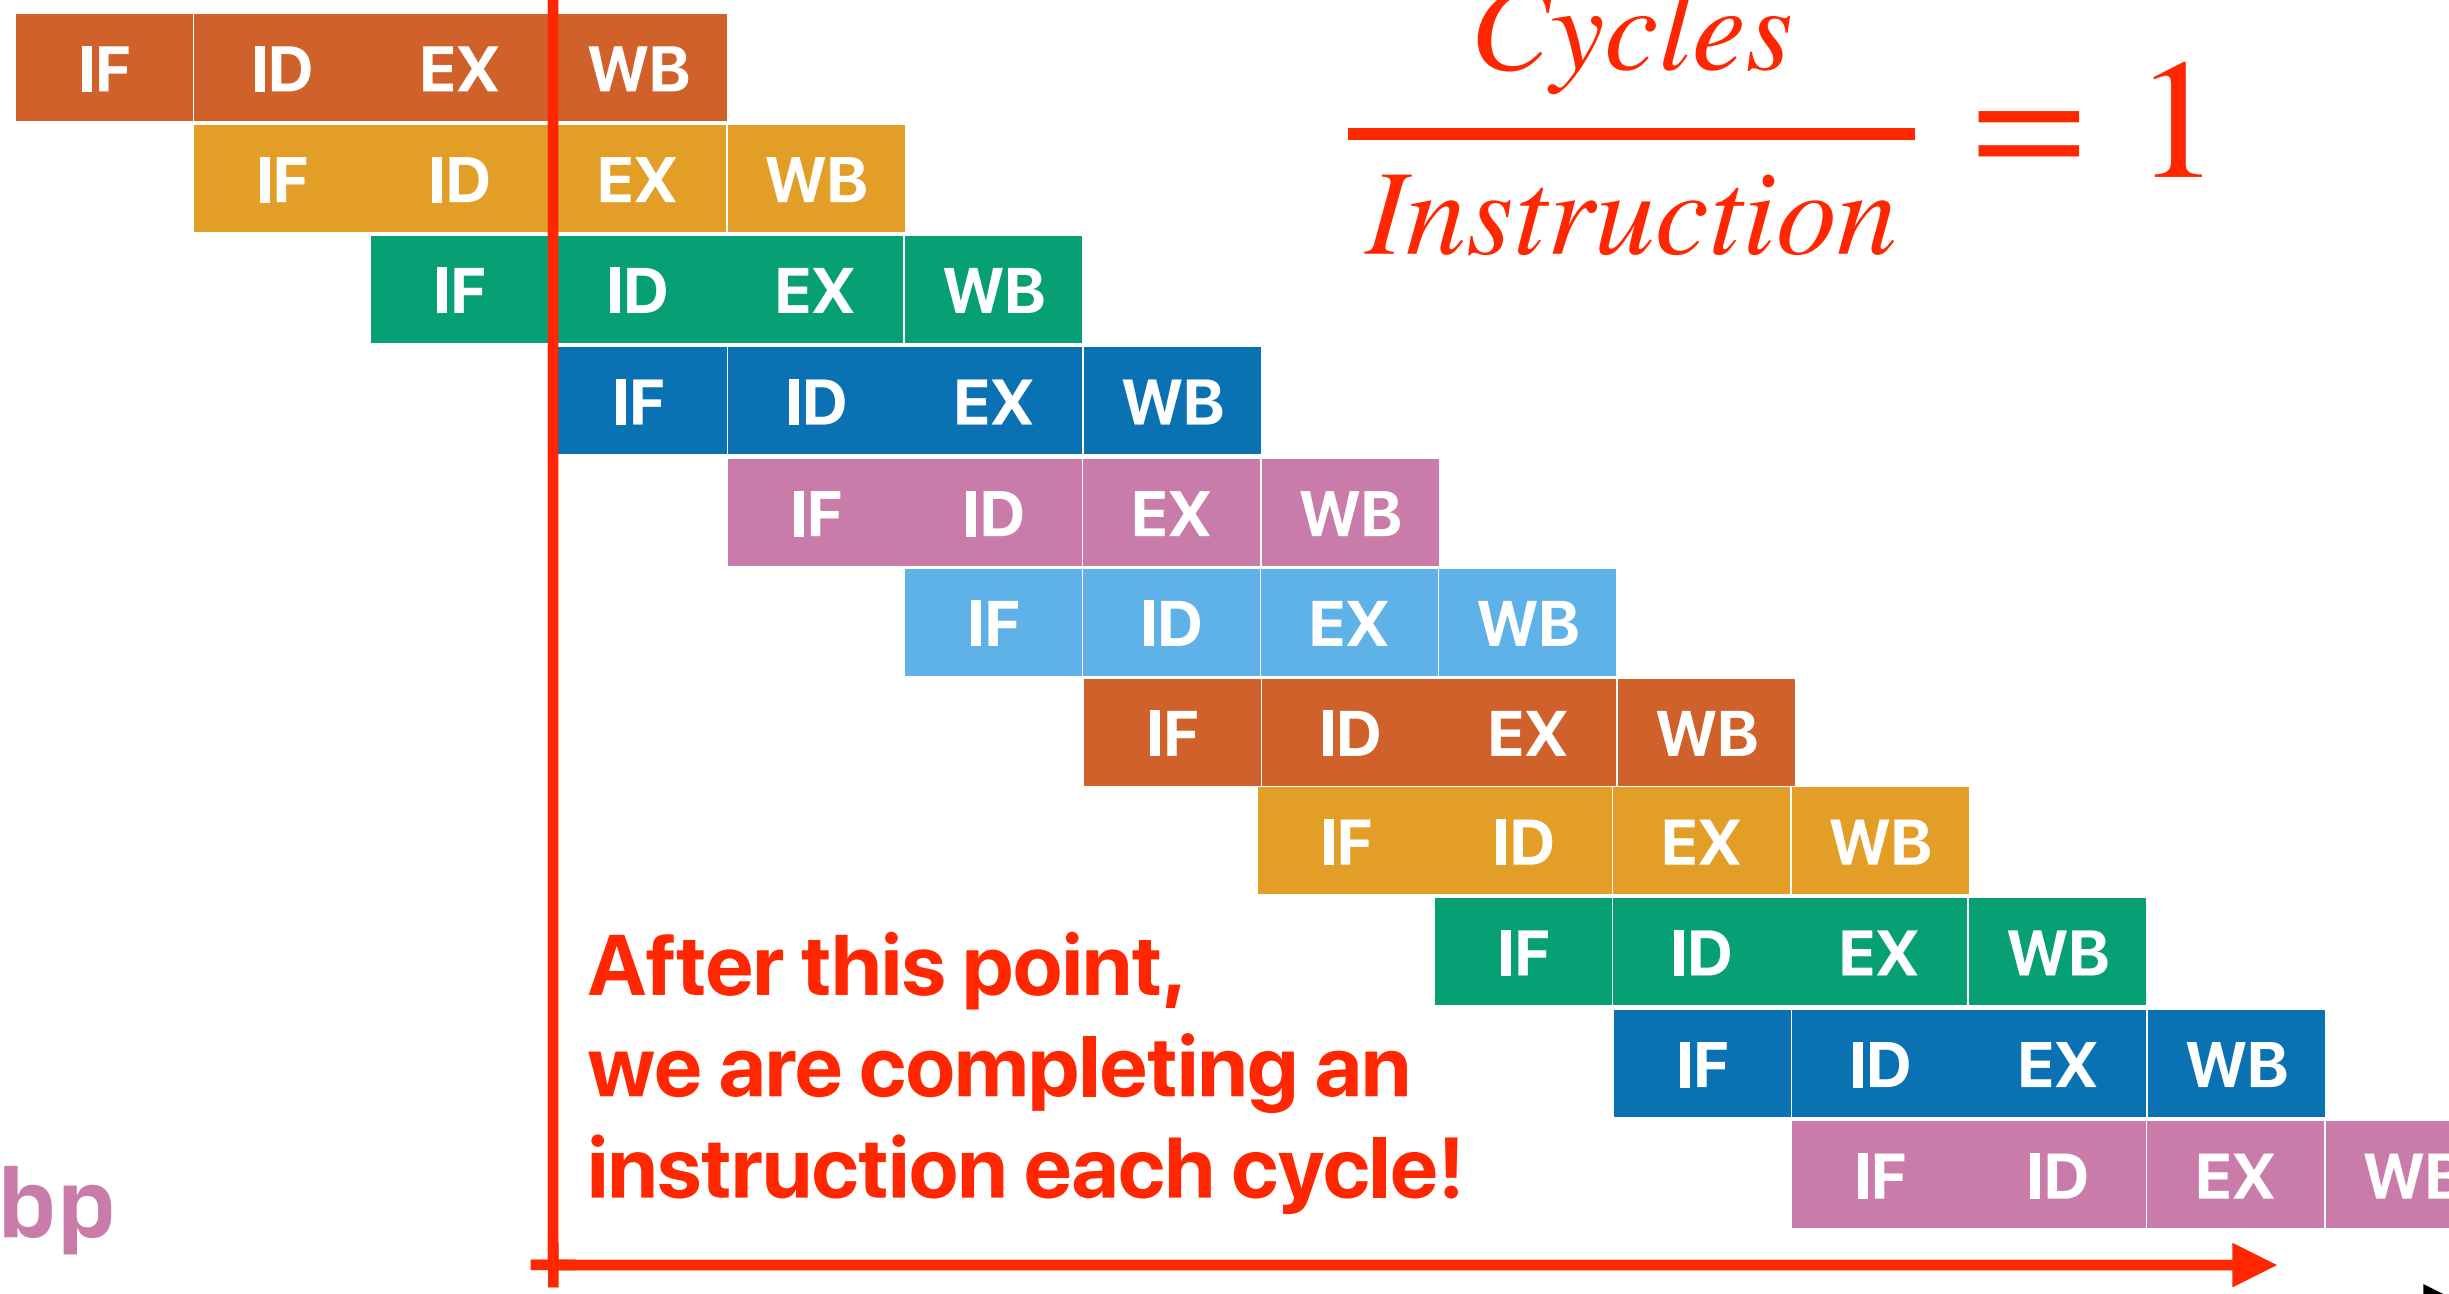 IF ID EX WB
Cycles
Instruction
= 1
IF ID EX WB
IF ID EX WB
IF ID EX WB
IF ID EX WB
IF ID EX WB
IF ID EX WB
IF ID EX WB
IF ID EX WB
IF ID EX WB
IF ID EX WB
After this point,
we are completing an
instruction each cycle!
bp